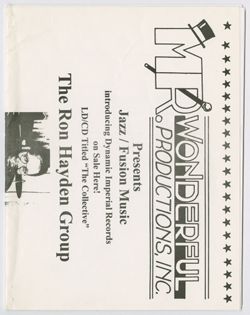 MR. WONDERFUL
PRODUCTIONS, INC.
Presents
Jazz / Fusion Music
introducing Dynamic Imperial Records
on Sale Here!
LD/CD Titled "The Collective"
The Ron Hayden Group